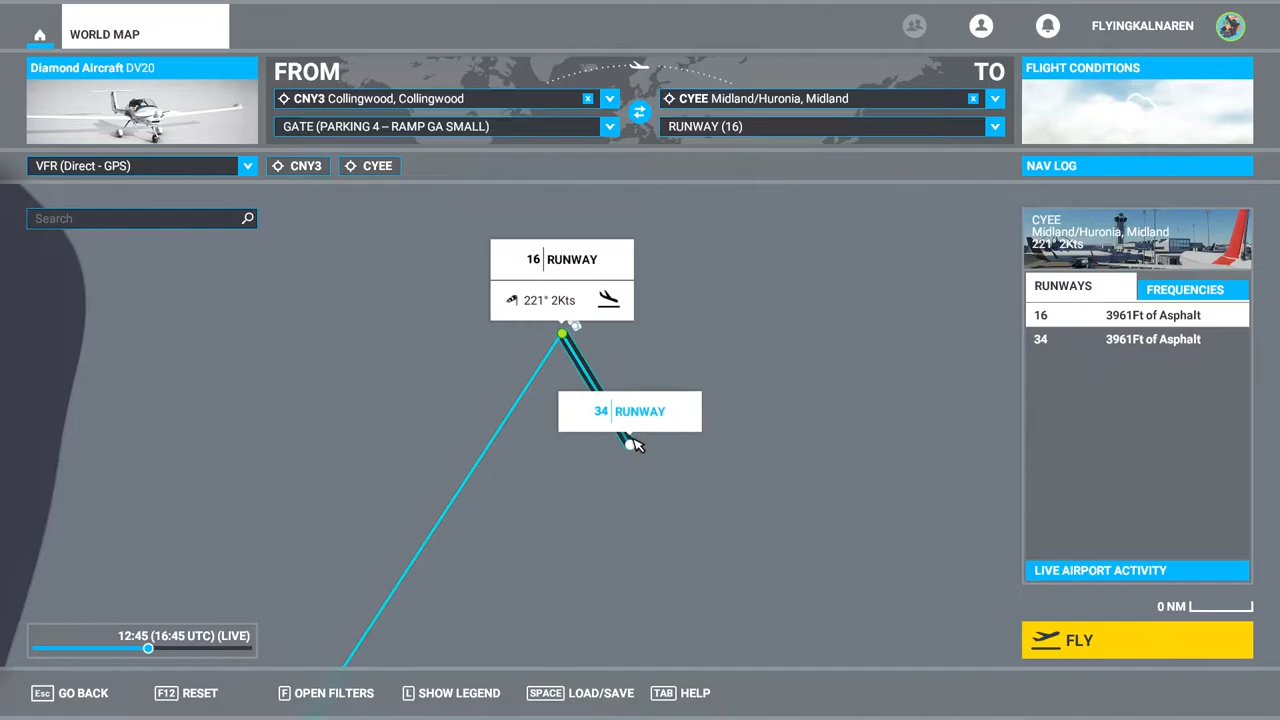 WORLD MAP
FLYINGKALNAREN
Diamond Aircraft DV20
FROM
TO
CNY3 Collingwood, Collingwood
x
CYEE Midland/Huronia, Midland
x
GATE (PARKING 4 – RAMP GA SMALL)
RUNWAY (16)
FLIGHT CONDITIONS
VFR (Direct - GPS)
CNY3
CYEE
NAV LOG
Search
16 RUNWAY
221° 2Kts
34 RUNWAY
CYEE
Midland/Huronia, Midland
221° 2Kts
RUNWAYS
FREQUENCIES
16 3961Ft of Asphalt
34 3961Ft of Asphalt
LIVE AIRPORT ACTIVITY
0 NM
12:45 (16:45 UTC) (LIVE)
FLY
Esc GO BACK
F12 RESET
F OPEN FILTERS
L SHOW LEGEND
SPACE LOAD/SAVE
TAB HELP